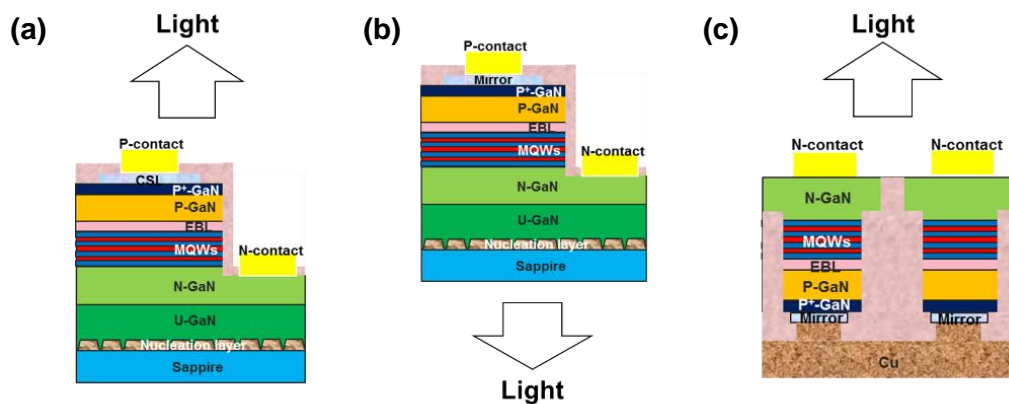 (a)
Light
P-contact
CSL
P⁺-GaN
P-GaN
EBL
MQWs
N-contact
N-GaN
U-GaN
Nucleation layer
Sappire
(b)
P-contact
Mirror
P⁺-GaN
P-GaN
EBL
MQWs
N-contact
N-GaN
U-GaN
Nucleation layer
Sappire
Light
(c)
Light
N-contact
N-contact
N-GaN
MQWs
EBL
P-GaN
P⁺-GaN
Mirror
Mirror
Cu